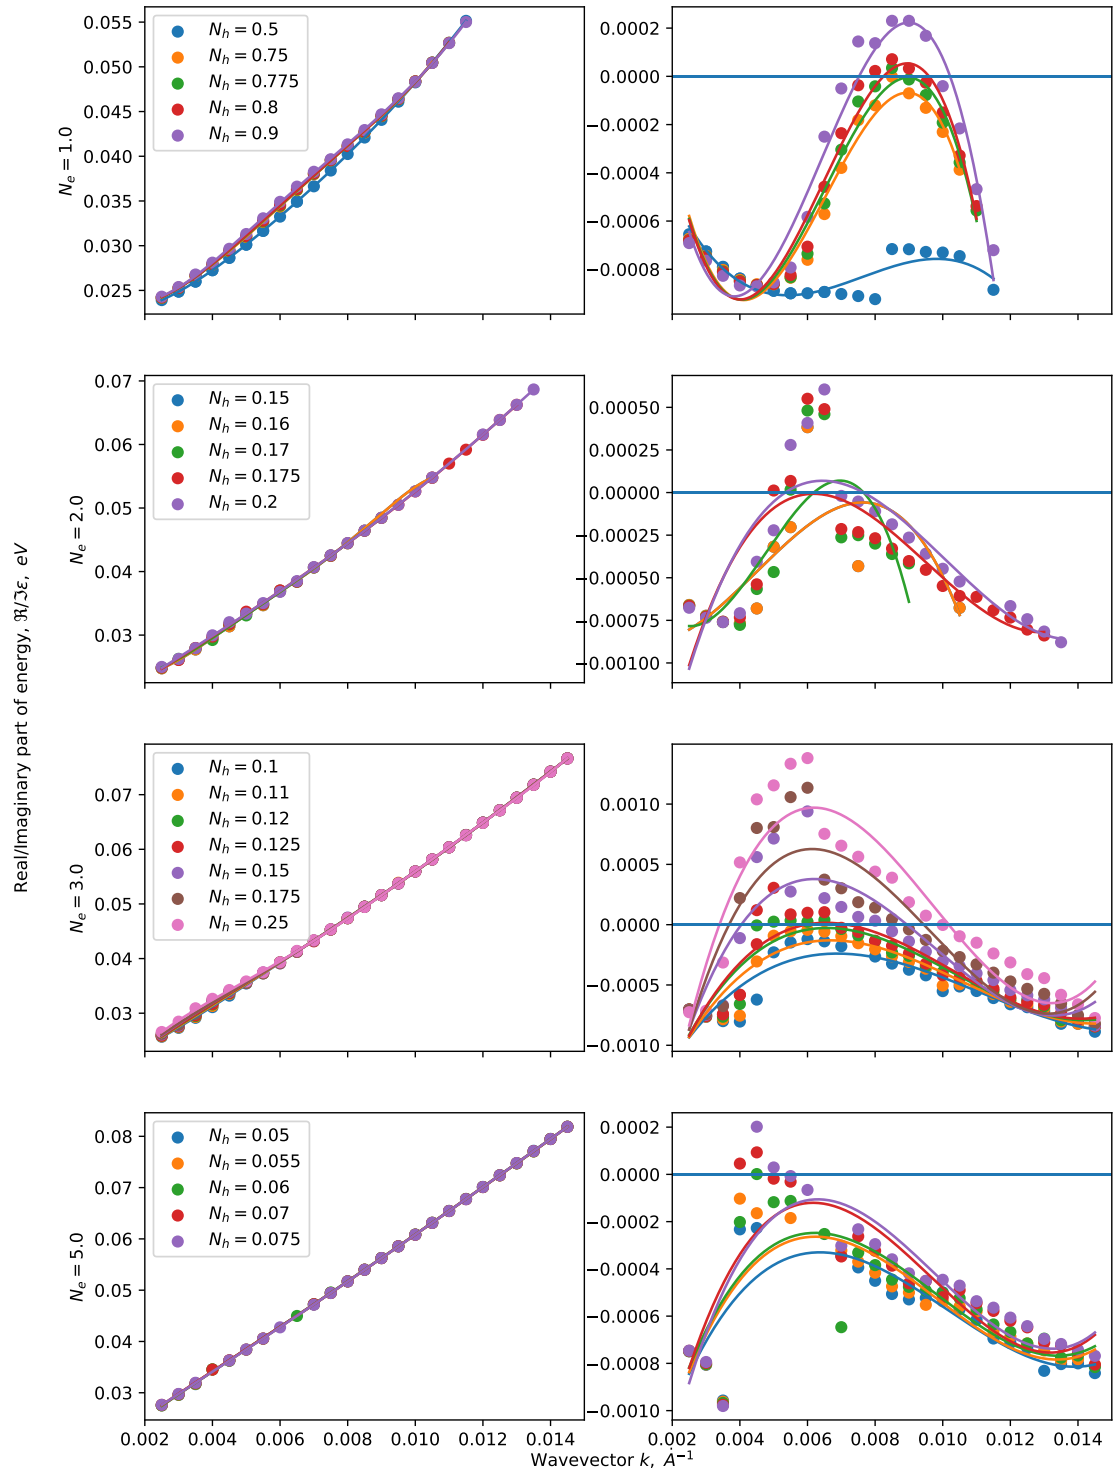 Real/Imaginary part of energy, ℜ/ℑε, eV
N_e = 1.0
0.055
0.050
0.045
0.040
0.035
0.030
0.025
N_h = 0.5
N_h = 0.75
N_h = 0.775
N_h = 0.8
N_h = 0.9
0.0002
0.0000
−0.0002
−0.0004
−0.0006
−0.0008
N_e = 2.0
0.07
0.06
0.05
0.04
0.03
N_h = 0.15
N_h = 0.16
N_h = 0.17
N_h = 0.175
N_h = 0.2
0.00050
0.00025
0.00000
−0.00025
−0.00050
−0.00075
−0.00100
N_e = 3.0
0.07
0.06
0.05
0.04
0.03
N_h = 0.1
N_h = 0.11
N_h = 0.12
N_h = 0.125
N_h = 0.15
N_h = 0.175
N_h = 0.25
0.0010
0.0005
0.0000
−0.0005
−0.0010
N_e = 5.0
0.08
0.07
0.06
0.05
0.04
0.03
N_h = 0.05
N_h = 0.055
N_h = 0.06
N_h = 0.07
N_h = 0.075
0.0002
0.0000
−0.0002
−0.0004
−0.0006
−0.0008
−0.0010
0.002 0.004 0.006 0.008 0.010 0.012 0.014 0.002 0.004 0.006 0.008 0.010 0.012 0.014
Wavevector k, Å⁻¹